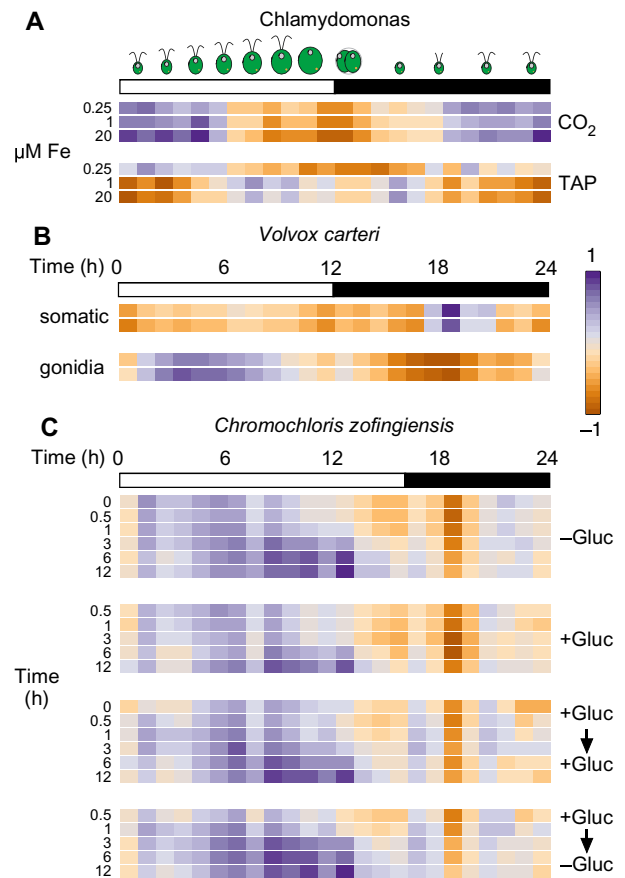 A
Chlamydomonas
0.25
1
20
CO2
µM Fe
0.25
1
20
TAP
B
Volvox carteri
Time (h) 0 6 12 18 24
somatic
gonidia
1
–1
C
Chromochloris zofingiensis
Time (h) 0 6 12 18 24
0
0.5
1
3
6
12
–Gluc
0.5
1
3
6
12
+Gluc
Time
(h)
0
0.5
1
3
6
12
+Gluc
+Gluc
0.5
1
3
6
12
+Gluc
–Gluc